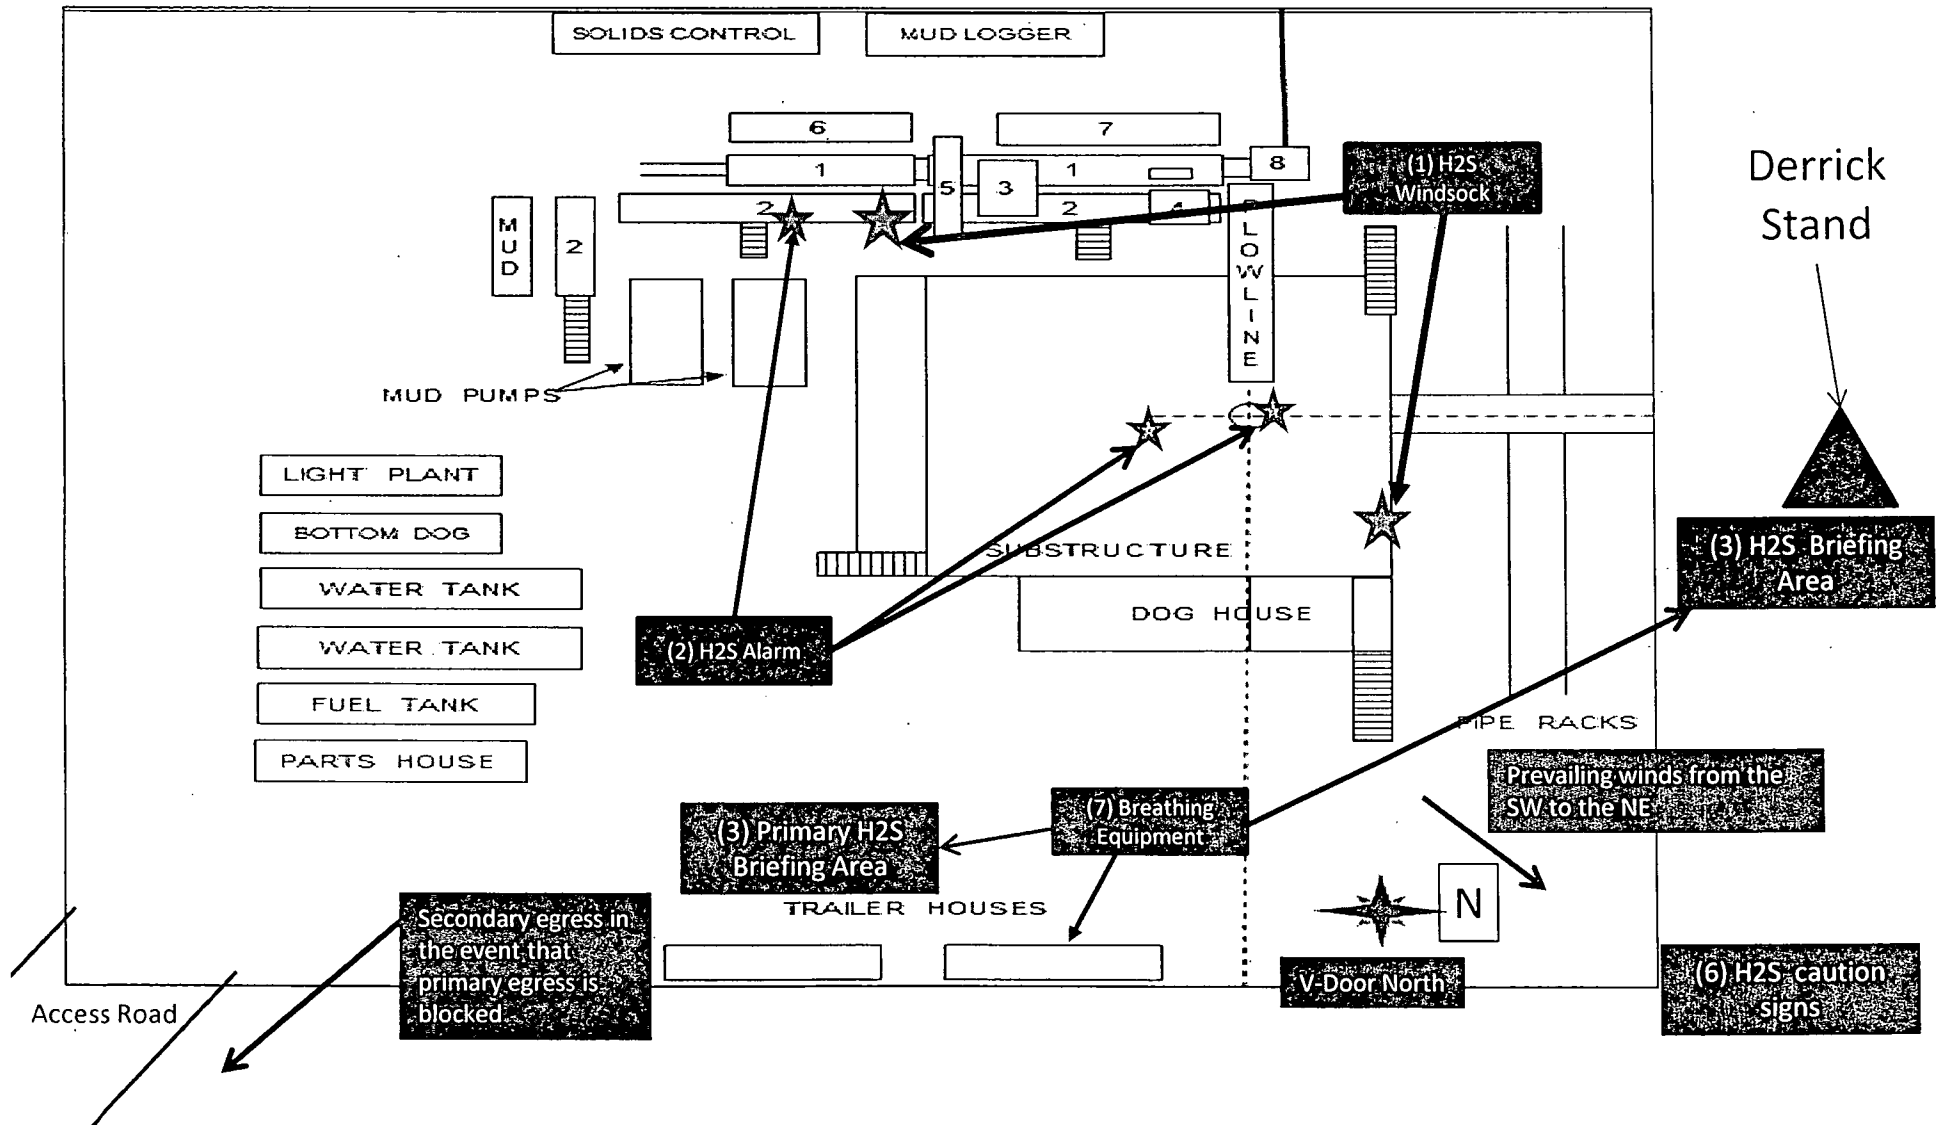 SOLIDS CONTROL
MUD LOGGER
6
7
1
1
8
5
3
2
2
4
(1) H2S
Windsock
Derrick
Stand
MUD
2
FLOWLINE
MUD PUMPS
LIGHT PLANT
BOTTOM DOG
WATER TANK
WATER TANK
FUEL TANK
PARTS HOUSE
SUBSTRUCTURE
DOG HOUSE
(2) H2S Alarm
(3) H2S Briefing
Area
PIPE RACKS
Prevailing winds from the
SW to the NE
(7) Breathing
Equipment
(3) Primary H2S
Briefing Area
TRAILER HOUSES
N
V-Door North
(6) H2S caution
signs
Secondary egress in
the event that
primary egress is
blocked
Access Road